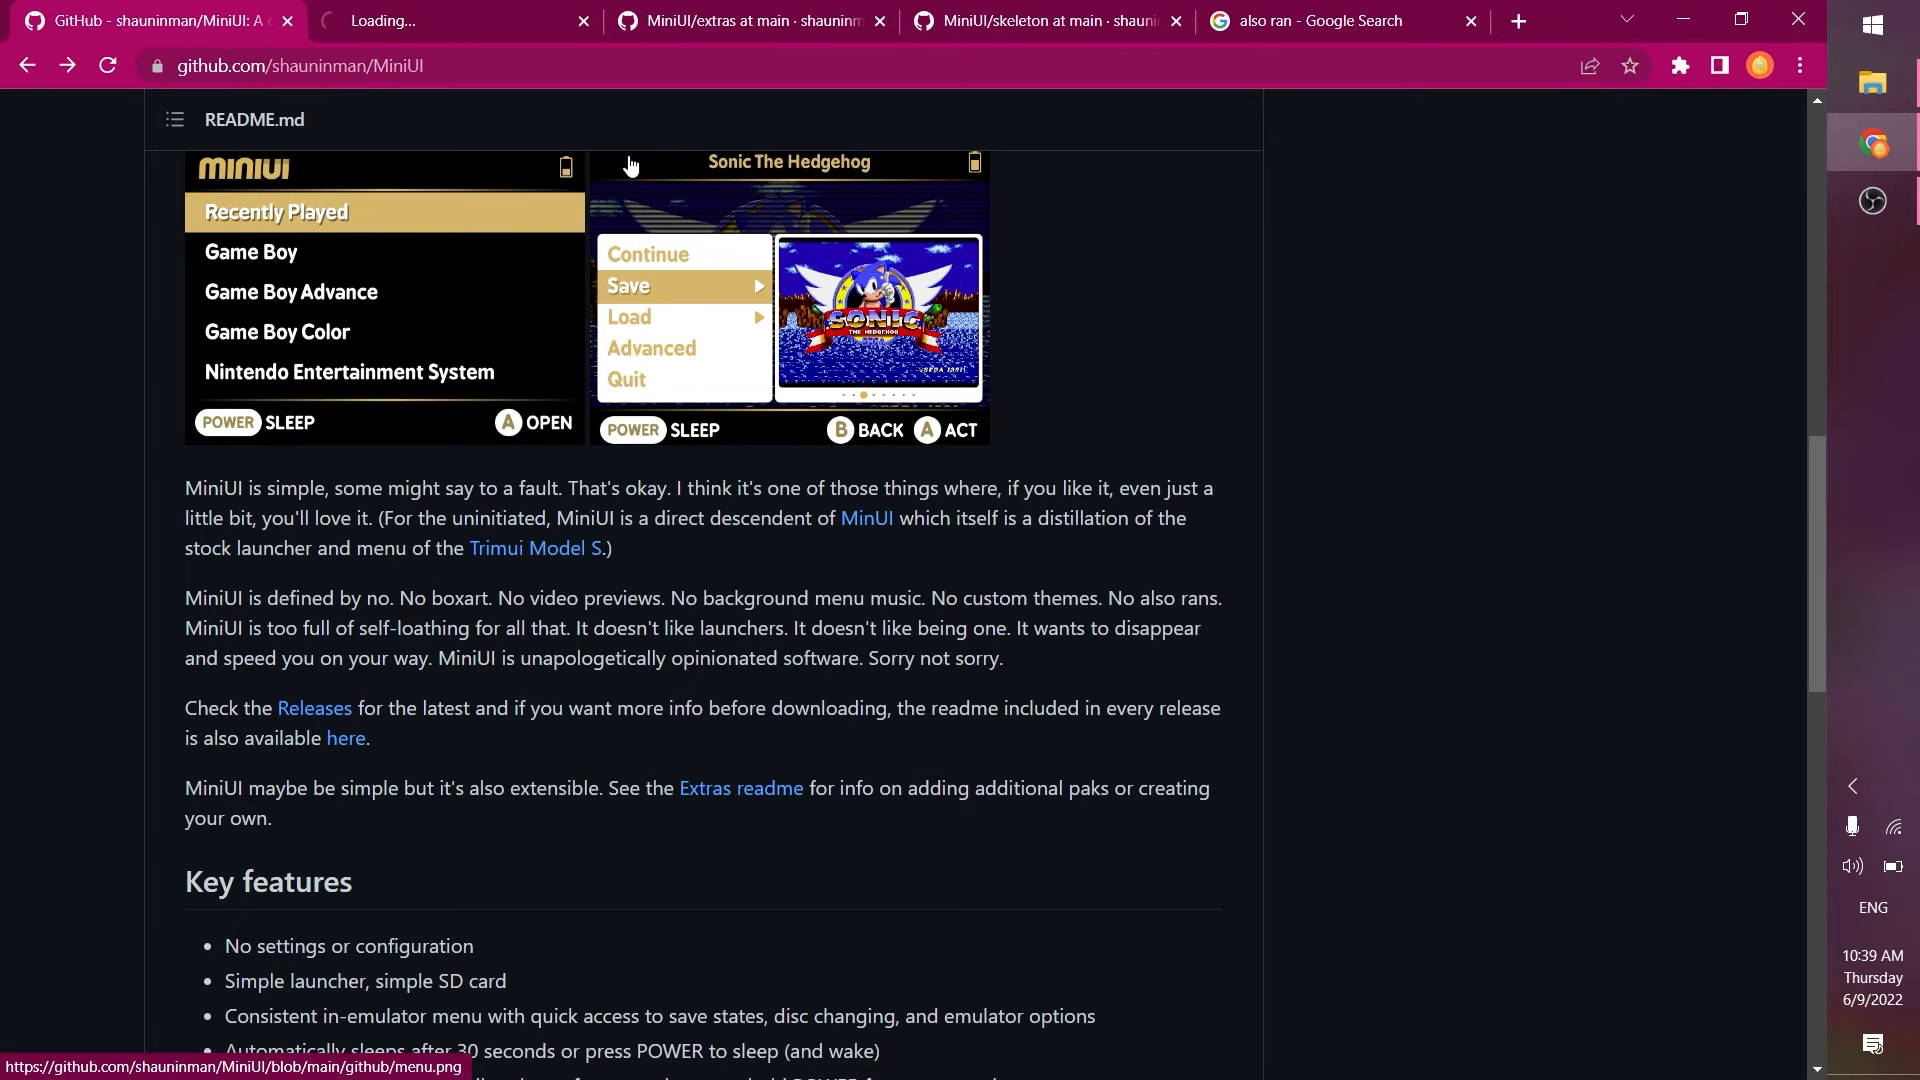 GitHub - shauninman/MiniUI: A c
Loading...
MiniUI/extras at main · shauninm
MiniUI/skeleton at main · shauni
also ran - Google Search
github.com/shauninman/MiniUI
README.md
MINIUI
Recently Played
Game Boy
Game Boy Advance
Game Boy Color
Nintendo Entertainment System
POWER SLEEP
A OPEN
Sonic The Hedgehog
Continue
Save
Load
Advanced
Quit
SONIC
THE HEDGEHOG
©SEGA 1991
POWER SLEEP
B BACK A ACT
MiniUI is simple, some might say to a fault. That's okay. I think it's one of those things where, if you like it, even just a
little bit, you'll love it. (For the uninitiated, MiniUI is a direct descendent of MinUI which itself is a distillation of the
stock launcher and menu of the Trimui Model S.)
MiniUI is defined by no. No boxart. No video previews. No background menu music. No custom themes. No also rans.
MiniUI is too full of self-loathing for all that. It doesn't like launchers. It doesn't like being one. It wants to disappear
and speed you on your way. MiniUI is unapologetically opinionated software. Sorry not sorry.
Check the Releases for the latest and if you want more info before downloading, the readme included in every release
is also available here.
MiniUI maybe be simple but it's also extensible. See the Extras readme for info on adding additional paks or creating
your own.
Key features
• No settings or configuration
• Simple launcher, simple SD card
• Consistent in-emulator menu with quick access to save states, disc changing, and emulator options
• Automatically sleeps after 30 seconds or press POWER to sleep (and wake)
https://github.com/shauninman/MiniUI/blob/main/github/menu.png
ENG
10:39 AM
Thursday
6/9/2022